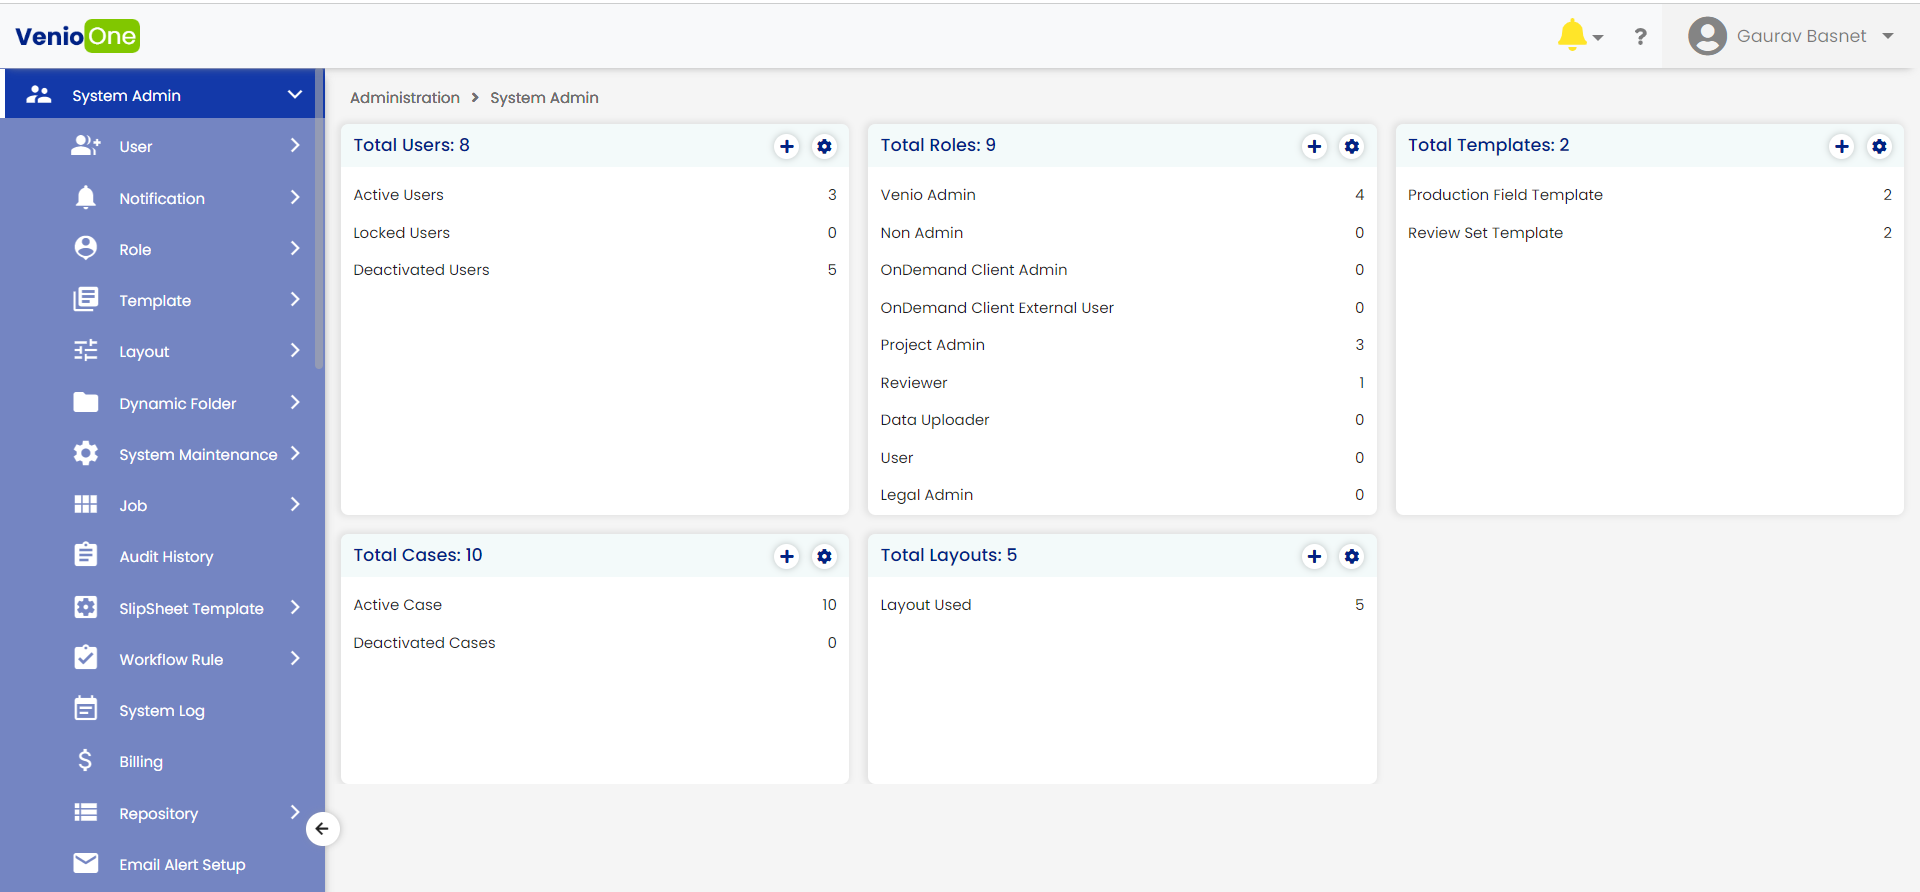 VenioOne
? Gaurav Basnet
System Admin
User
Notification
Role
Template
Layout
Dynamic Folder
System Maintenance
Job
Audit History
SlipSheet Template
Workflow Rule
System Log
Billing
Repository
Email Alert Setup
Administration > System Admin
Total Users: 8
Active Users 3
Locked Users 0
Deactivated Users 5
Total Roles: 9
Venio Admin 4
Non Admin 0
OnDemand Client Admin 0
OnDemand Client External User 0
Project Admin 3
Reviewer 1
Data Uploader 0
User 0
Legal Admin 0
Total Templates: 2
Production Field Template 2
Review Set Template 2
Total Cases: 10
Active Case 10
Deactivated Cases 0
Total Layouts: 5
Layout Used 5